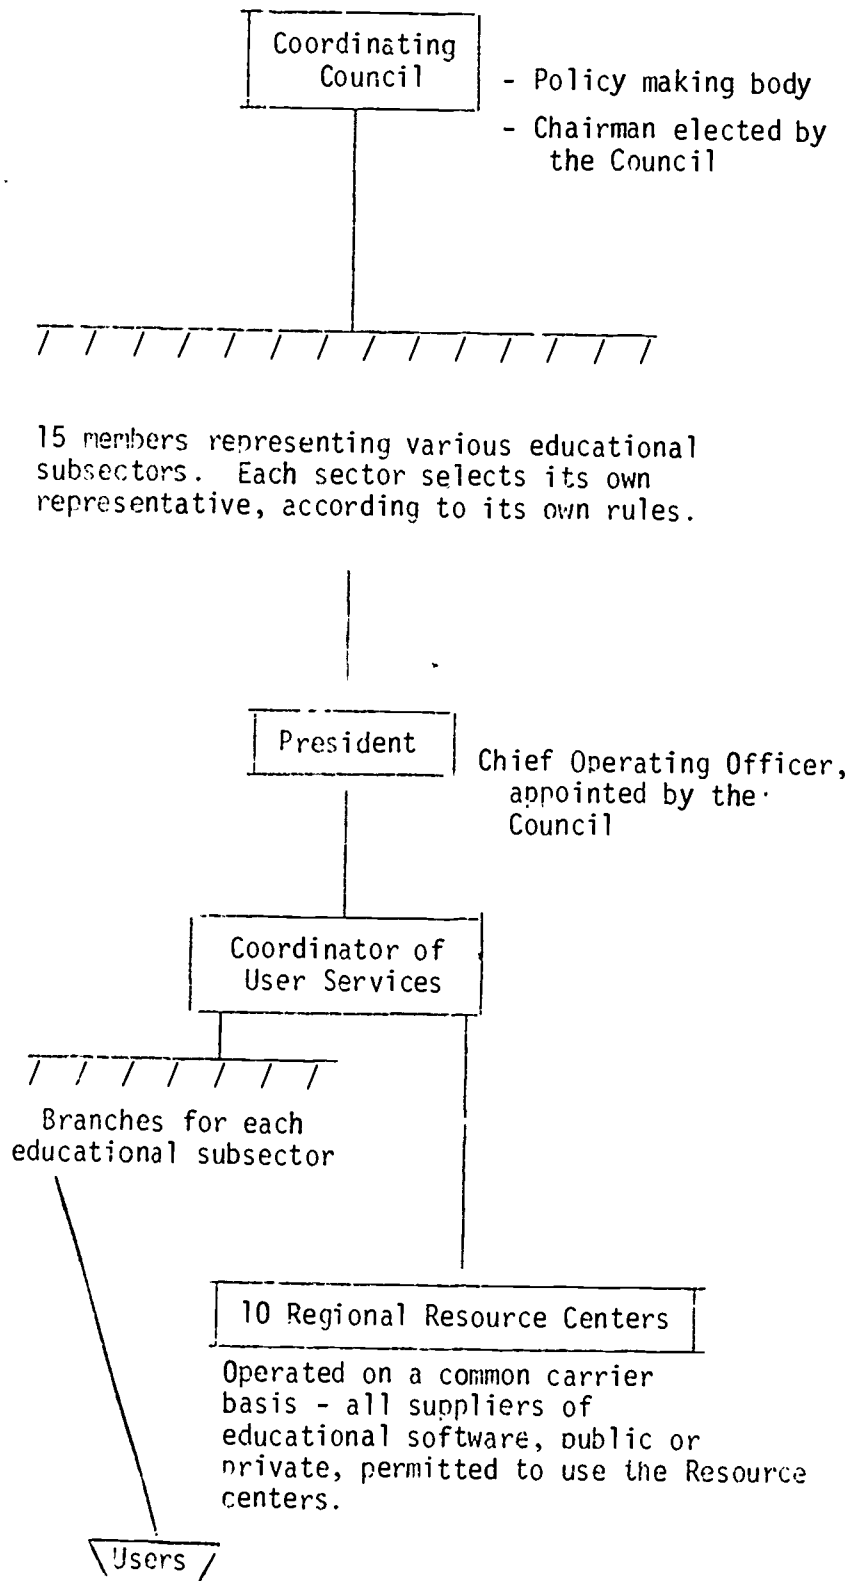 Coordinating
Council
- Policy making body
- Chairman elected by
the Council
15 members representing various educational
subsectors. Each sector selects its own
representative, according to its own rules.
President
Chief Operating Officer,
appointed by the
Council
Coordinator of
User Services
Branches for each
educational subsector
10 Regional Resource Centers
Operated on a common carrier
basis - all suppliers of
educational software, public or
private, permitted to use the Resource
centers.
Users